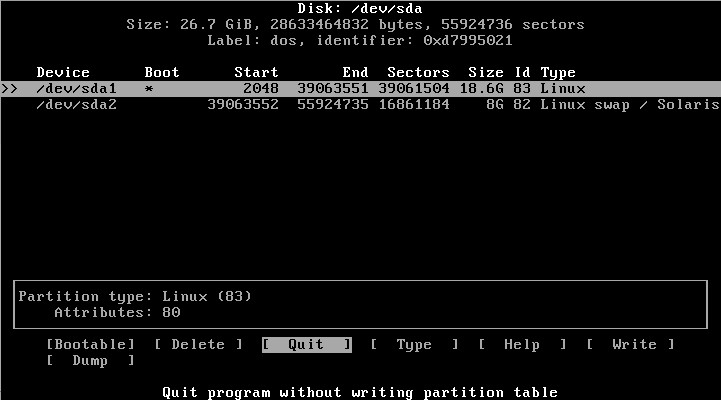 Disk: /dev/sda
Size: 26.7 GiB, 28633464832 bytes, 55924736 sectors
Label: dos, identifier: 0xd7995021
Device Boot Start End Sectors Size Id Type
>> /dev/sda1 * 2048 39063551 39061504 18.6G 83 Linux
/dev/sda2 39063552 55924735 16861184 8G 82 Linux swap / Solaris
Partition type: Linux (83)
Attributes: 80
[Bootable] [ Delete ] [ Quit ] [ Type ] [ Help ] [ Write ]
[ Dump ]
Quit program without writing partition table